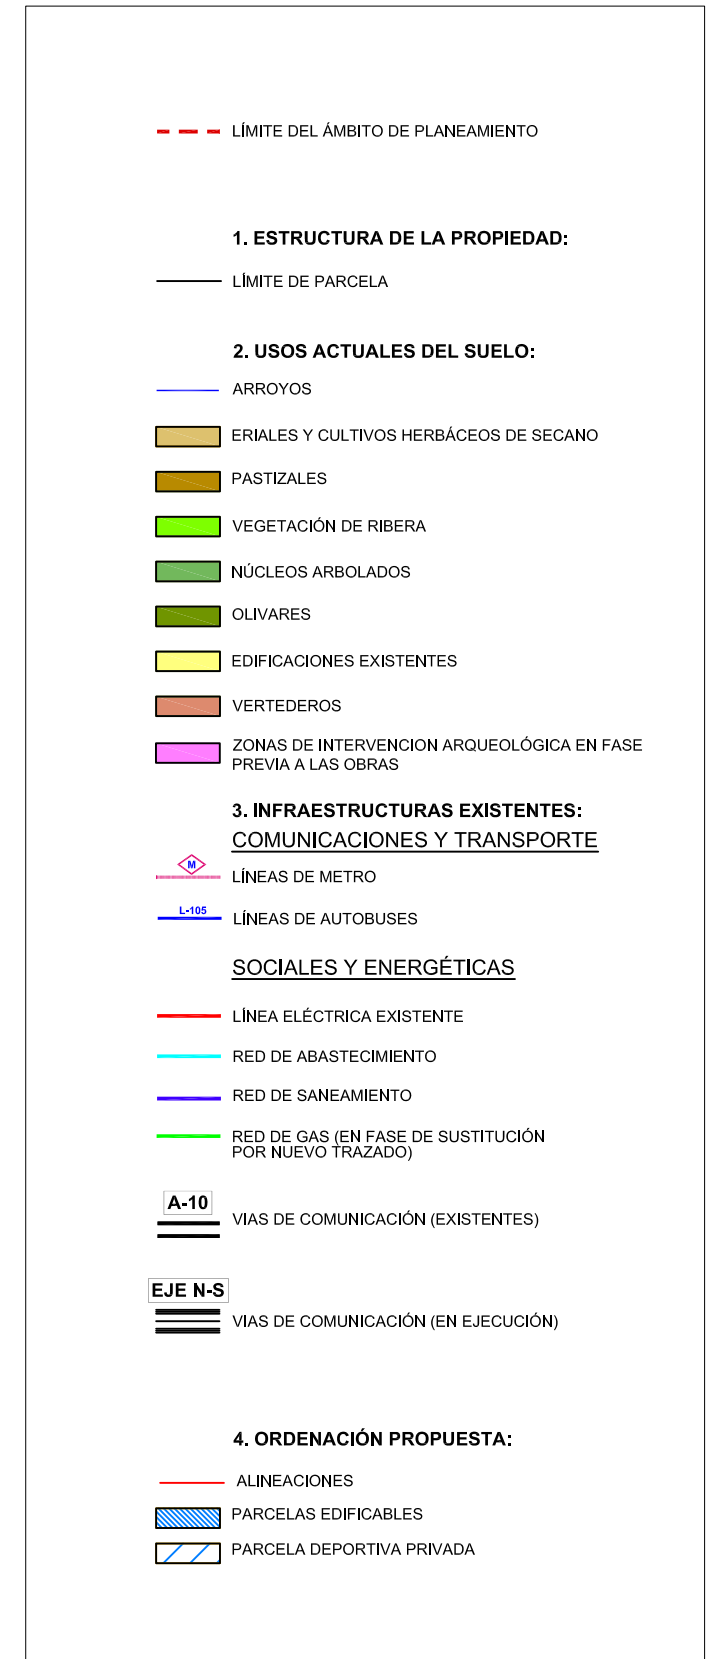 LÍMITE DEL ÁMBITO DE PLANEAMIENTO
1. ESTRUCTURA DE LA PROPIEDAD:
LÍMITE DE PARCELA
2. USOS ACTUALES DEL SUELO:
ARROYOS
ERIALES Y CULTIVOS HERBÁCEOS DE SECANO
PASTIZALES
VEGETACIÓN DE RIBERA
NÚCLEOS ARBOLADOS
OLIVARES
EDIFICACIONES EXISTENTES
VERTEDEROS
ZONAS DE INTERVENCION ARQUEOLÓGICA EN FASE
PREVIA A LAS OBRAS
3. INFRAESTRUCTURAS EXISTENTES:
COMUNICACIONES Y TRANSPORTE
M
LÍNEAS DE METRO
L-105
LÍNEAS DE AUTOBUSES
SOCIALES Y ENERGÉTICAS
LÍNEA ELÉCTRICA EXISTENTE
RED DE ABASTECIMIENTO
RED DE SANEAMIENTO
RED DE GAS (EN FASE DE SUSTITUCIÓN
POR NUEVO TRAZADO)
A-10
VIAS DE COMUNICACIÓN (EXISTENTES)
EJE N-S
VIAS DE COMUNICACIÓN (EN EJECUCIÓN)
4. ORDENACIÓN PROPUESTA:
ALINEACIONES
PARCELAS EDIFICABLES
PARCELA DEPORTIVA PRIVADA